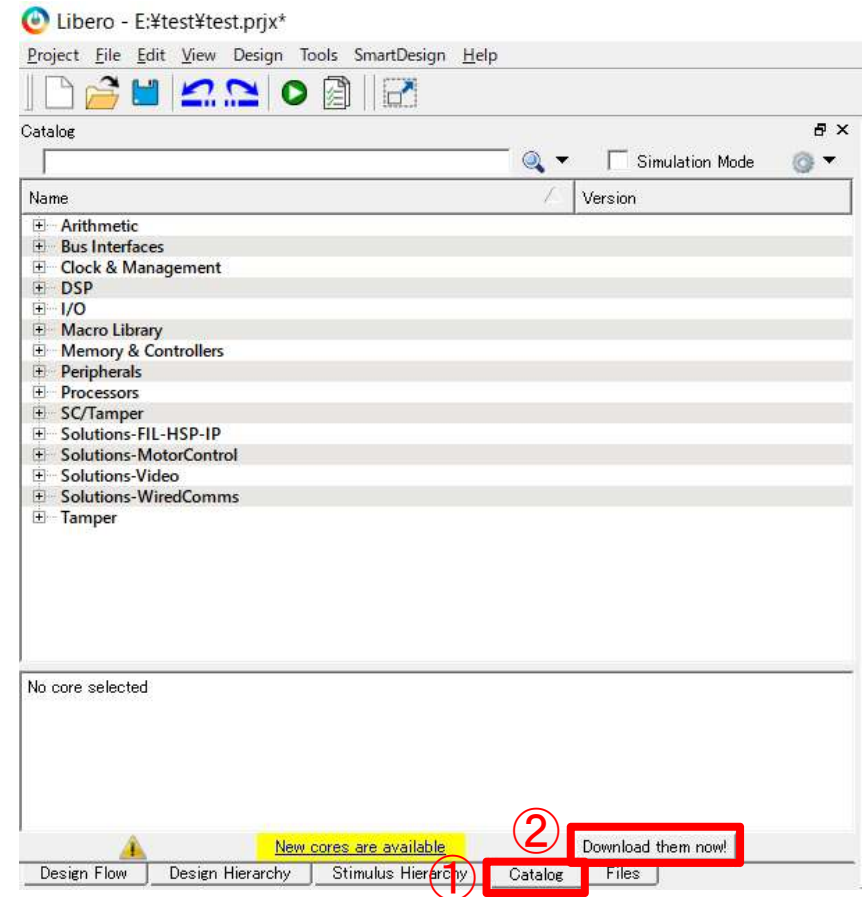 Libero - E:¥test¥test.prjx*
Project File Edit View Design Tools SmartDesign Help
Catalog
Simulation Mode
Name Version
Arithmetic
Bus Interfaces
Clock & Management
DSP
I/O
Macro Library
Memory & Controllers
Peripherals
Processors
SC/Tamper
Solutions-FIL-HSP-IP
Solutions-MotorControl
Solutions-Video
Solutions-WiredComms
Tamper
No core selected
New cores are available ② Download them now!
Design Flow Design Hierarchy Stimulus Hierarchy ① Catalog Files